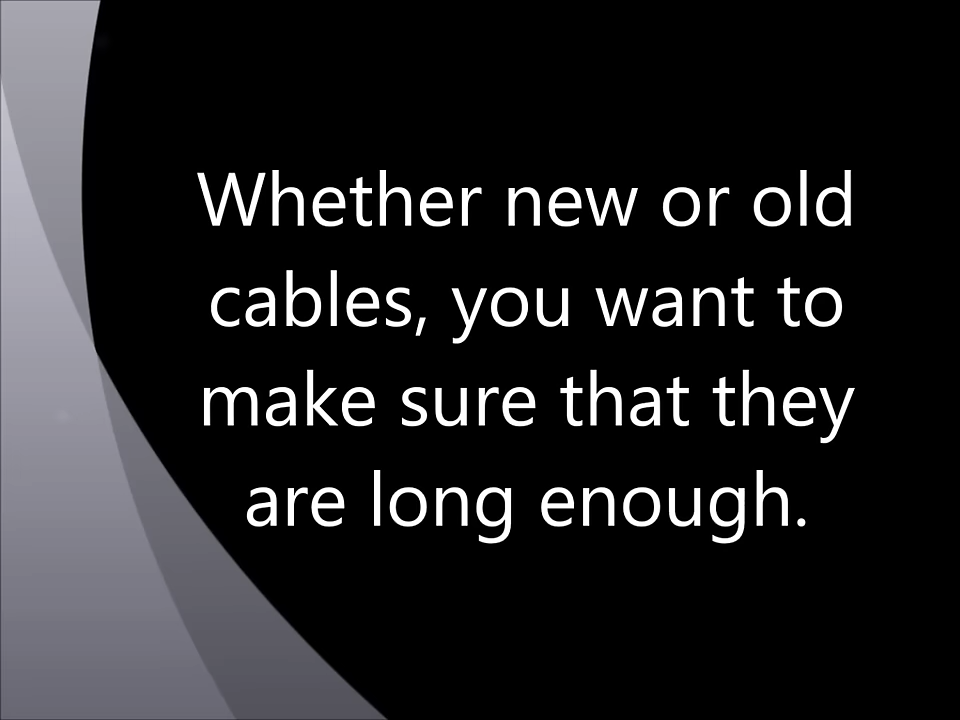 Whether new or old
cables, you want to
make sure that they
are long enough.